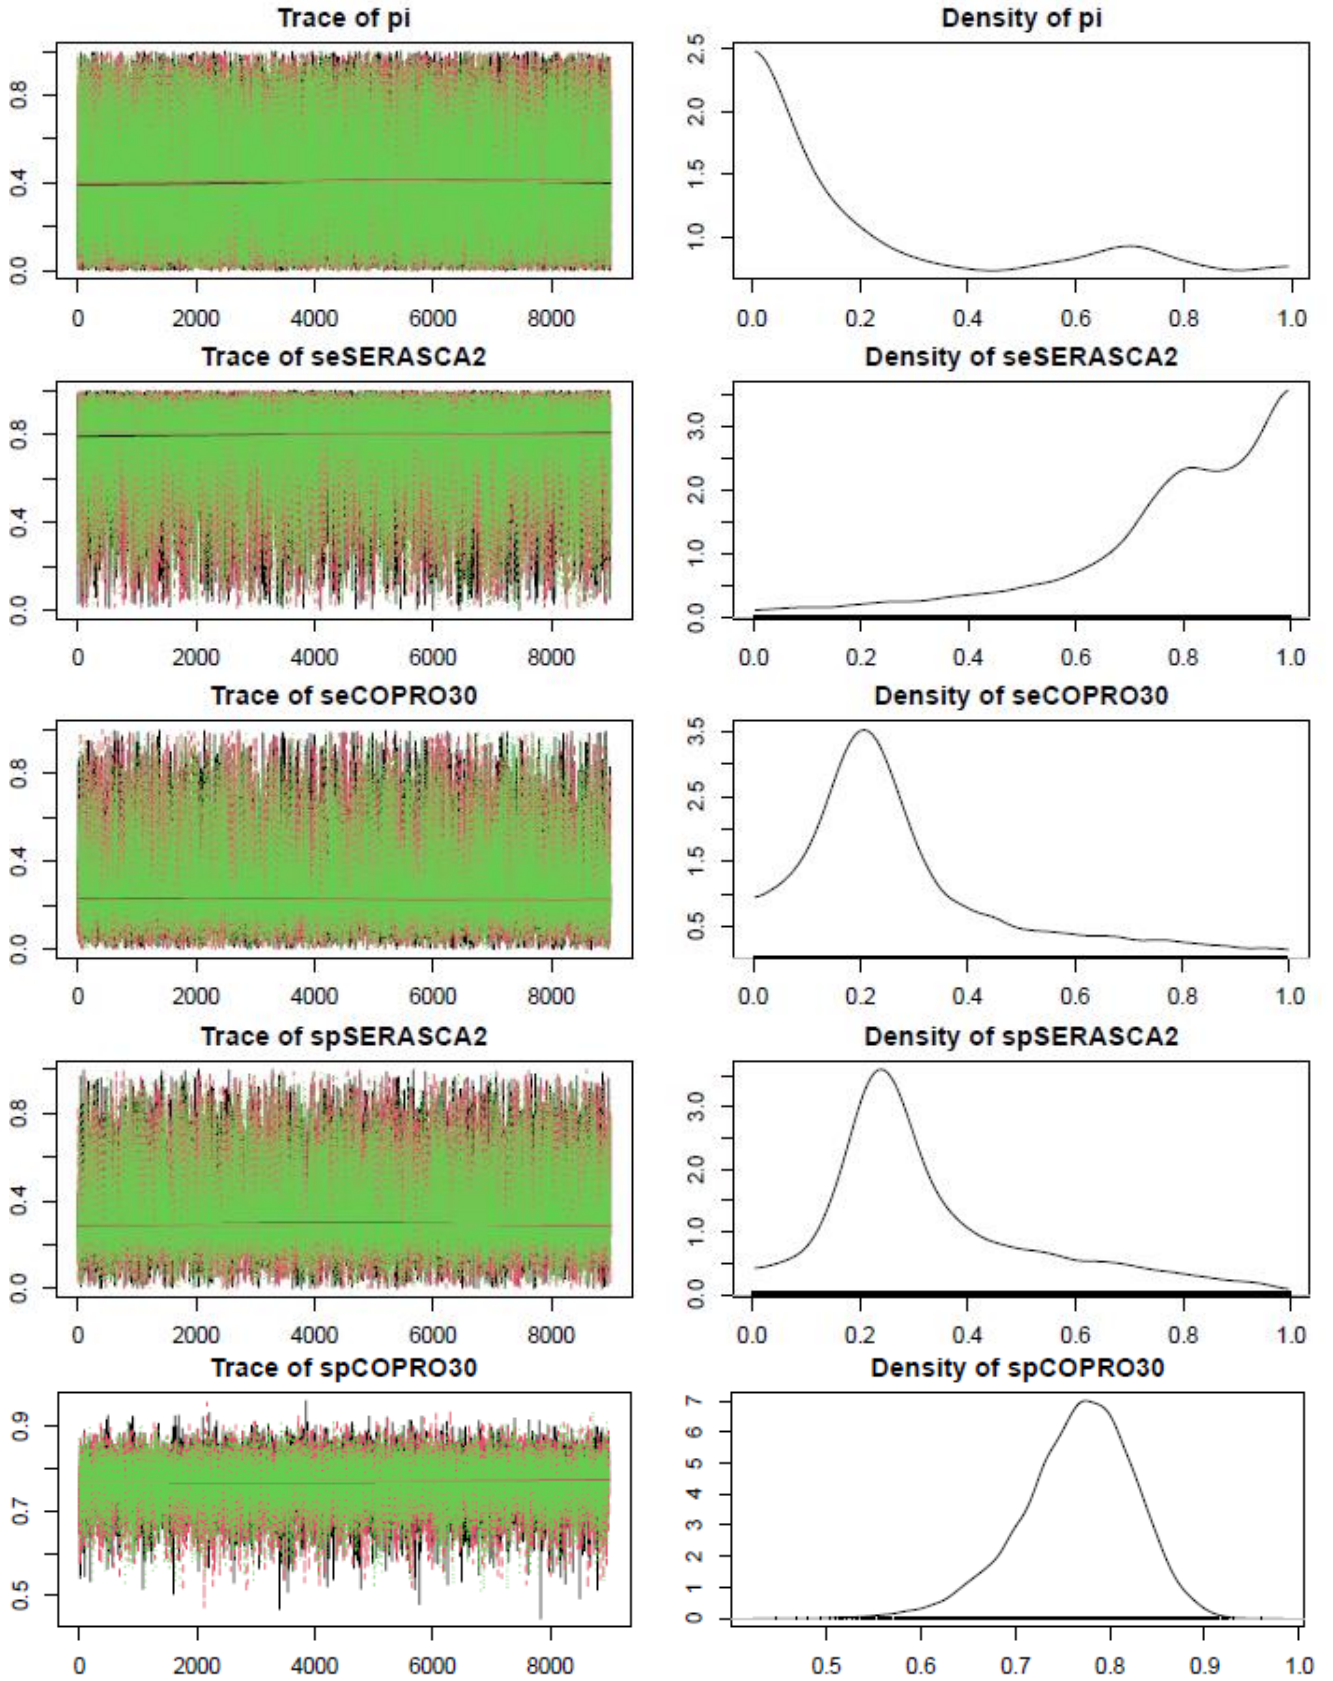 Trace of pi
Density of pi
0.0 0.4 0.8
0 2000 4000 6000 8000
1.0 1.5 2.0 2.5
0.0 0.2 0.4 0.6 0.8 1.0
Trace of seSERASCA2
Density of seSERASCA2
0.0 0.4 0.8
0 2000 4000 6000 8000
0.0 1.0 2.0 3.0
0.0 0.2 0.4 0.6 0.8 1.0
Trace of seCOPRO30
Density of seCOPRO30
0.0 0.4 0.8
0 2000 4000 6000 8000
0.5 1.5 2.5 3.5
0.0 0.2 0.4 0.6 0.8 1.0
Trace of spSERASCA2
Density of spSERASCA2
0.0 0.4 0.8
0 2000 4000 6000 8000
0.0 1.0 2.0 3.0
0.0 0.2 0.4 0.6 0.8 1.0
Trace of spCOPRO30
Density of spCOPRO30
0.5 0.7 0.9
0 2000 4000 6000 8000
0 1 2 3 4 5 6 7
0.5 0.6 0.7 0.8 0.9 1.0